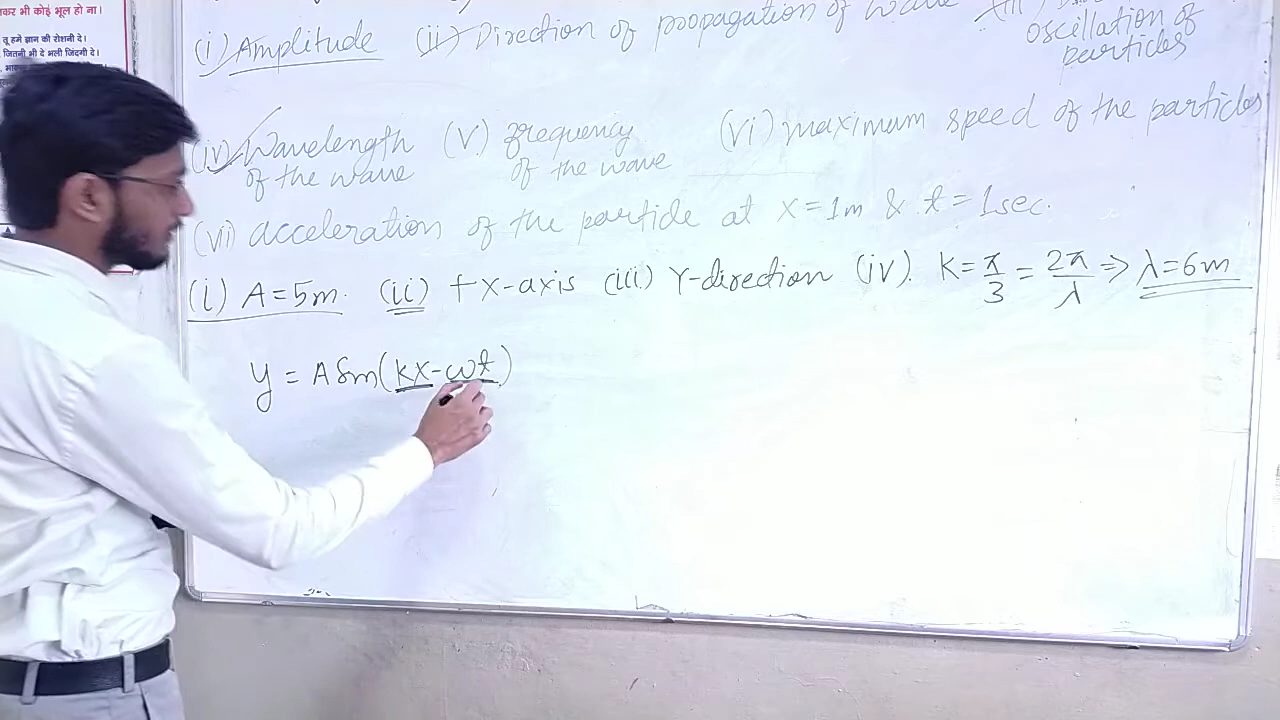 कर भी कोई भूल हो ना।
तू हमे ज्ञान की रोशनी दे।
जितनी भी दे भली जिंदगी दे।
(i) Amplitude (ii) Direction of propagation of wave
oscillation of
particles
(iv) Wavelength (v) frequency (vi) maximum speed of the particles
of the wave of the wave
(vii) acceleration of the particle at x=1m & t=1sec.
(i) A=5m. (ii) +x-axis (iii) Y-direction (iv). K=π/3 = 2π/λ => λ=6m
y = A Sin(kx-ωt)